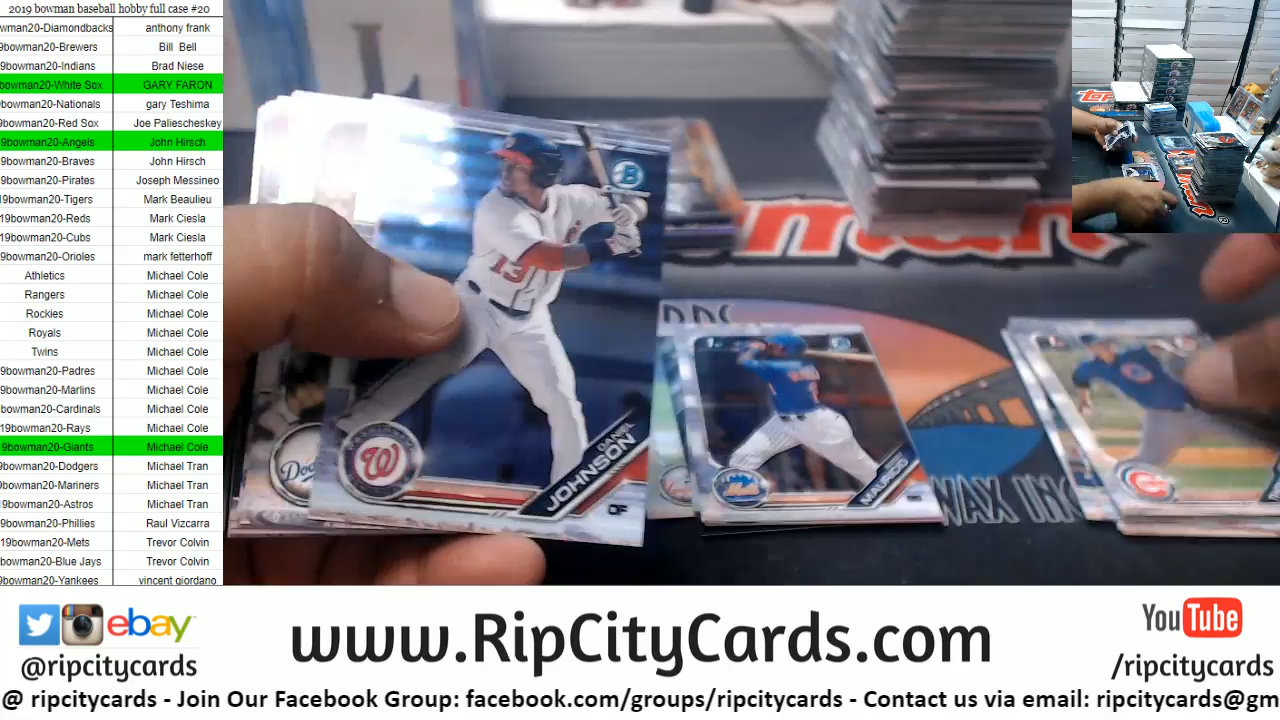 2019 bowman baseball hobby full case #20
wman20-Diamondbacks anthony frank
9bowman20-Brewers Bill Bell
9bowman20-Indians Brad Niese
bowman20-White Sox GARY FARON
9bowman20-Nationals gary Teshima
9bowman20-Red Sox Joe Paliescheskey
9bowman20-Angels John Hirsch
9bowman20-Braves John Hirsch
9bowman20-Pirates Joseph Messineo
19bowman20-Tigers Mark Beaulieu
19bowman20-Reds Mark Ciesla
19bowman20-Cubs Mark Ciesla
9bowman20-Orioles mark fetterhoff
Athletics Michael Cole
Rangers Michael Cole
Rockies Michael Cole
Royals Michael Cole
Twins Michael Cole
9bowman20-Padres Michael Cole
9bowman20-Marlins Michael Cole
bowman20-Cardinals Michael Cole
19bowman20-Rays Michael Cole
9bowman20-Giants Michael Cole
9bowman20-Dodgers Michael Tran
9bowman20-Mariners Michael Tran
19bowman20-Astros Michael Tran
9bowman20-Phillies Raul Vizcarra
19bowman20-Mets Trevor Colvin
bowman20-Blue Jays Trevor Colvin
9bowman20-Yankees vincent giordano
13
W
DANIEL
JOHNSON
OF
Mets
MAURICIO
C
WAX INC
ebay
@ripcitycards
www.RipCityCards.com
YouTube
/ripcitycards
@ ripcitycards - Join Our Facebook Group: facebook.com/groups/ripcitycards - Contact us via email: ripcitycards@gm